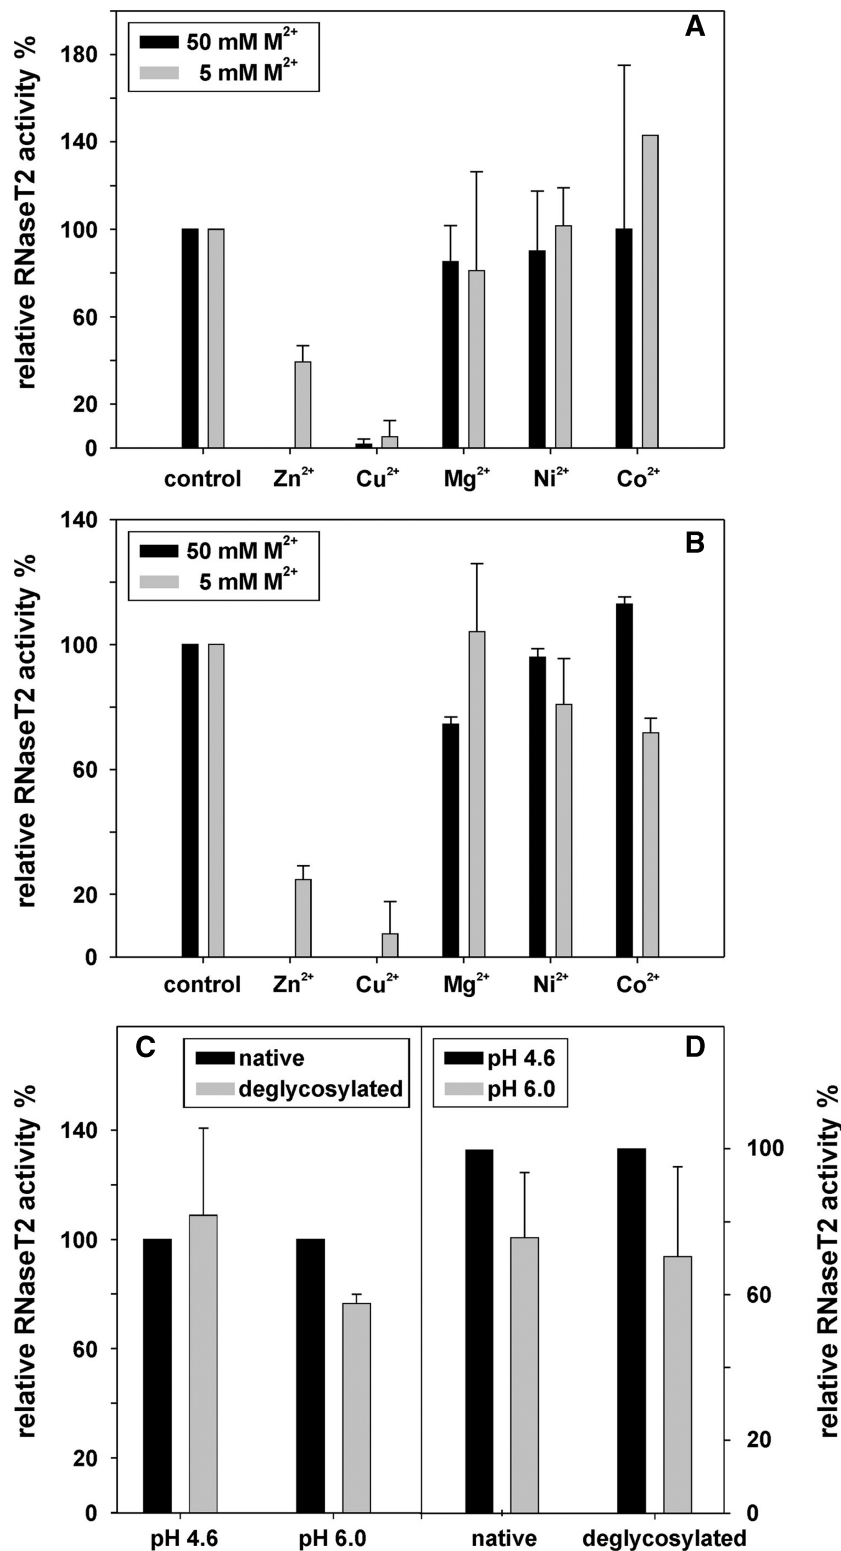 A
50 mM M²⁺
5 mM M²⁺
relative RNaseT2 activity %
180
140
100
60
20
0
control Zn²⁺ Cu²⁺ Mg²⁺ Ni²⁺ Co²⁺
B
50 mM M²⁺
5 mM M²⁺
relative RNaseT2 activity %
140
100
60
20
0
control Zn²⁺ Cu²⁺ Mg²⁺ Ni²⁺ Co²⁺
C
native
deglycosylated
relative RNaseT2 activity %
140
100
60
20
0
pH 4.6 pH 6.0
D
pH 4.6
pH 6.0
100
60
20
0
relative RNaseT2 activity %
native deglycosylated